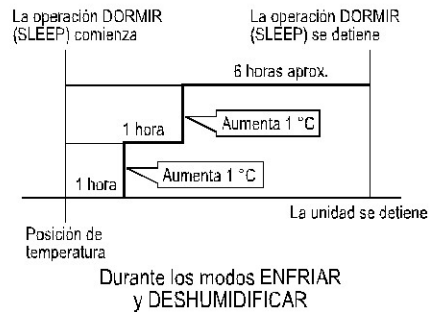 La operación DORMIR
(SLEEP) comienza
La operación DORMIR
(SLEEP) se detiene
6 horas aprox.
1 hora
Aumenta 1 °C
1 hora
Aumenta 1 °C
La unidad se detiene
Posición de
temperatura
Durante los modos ENFRIAR
y DESHUMIDIFICAR